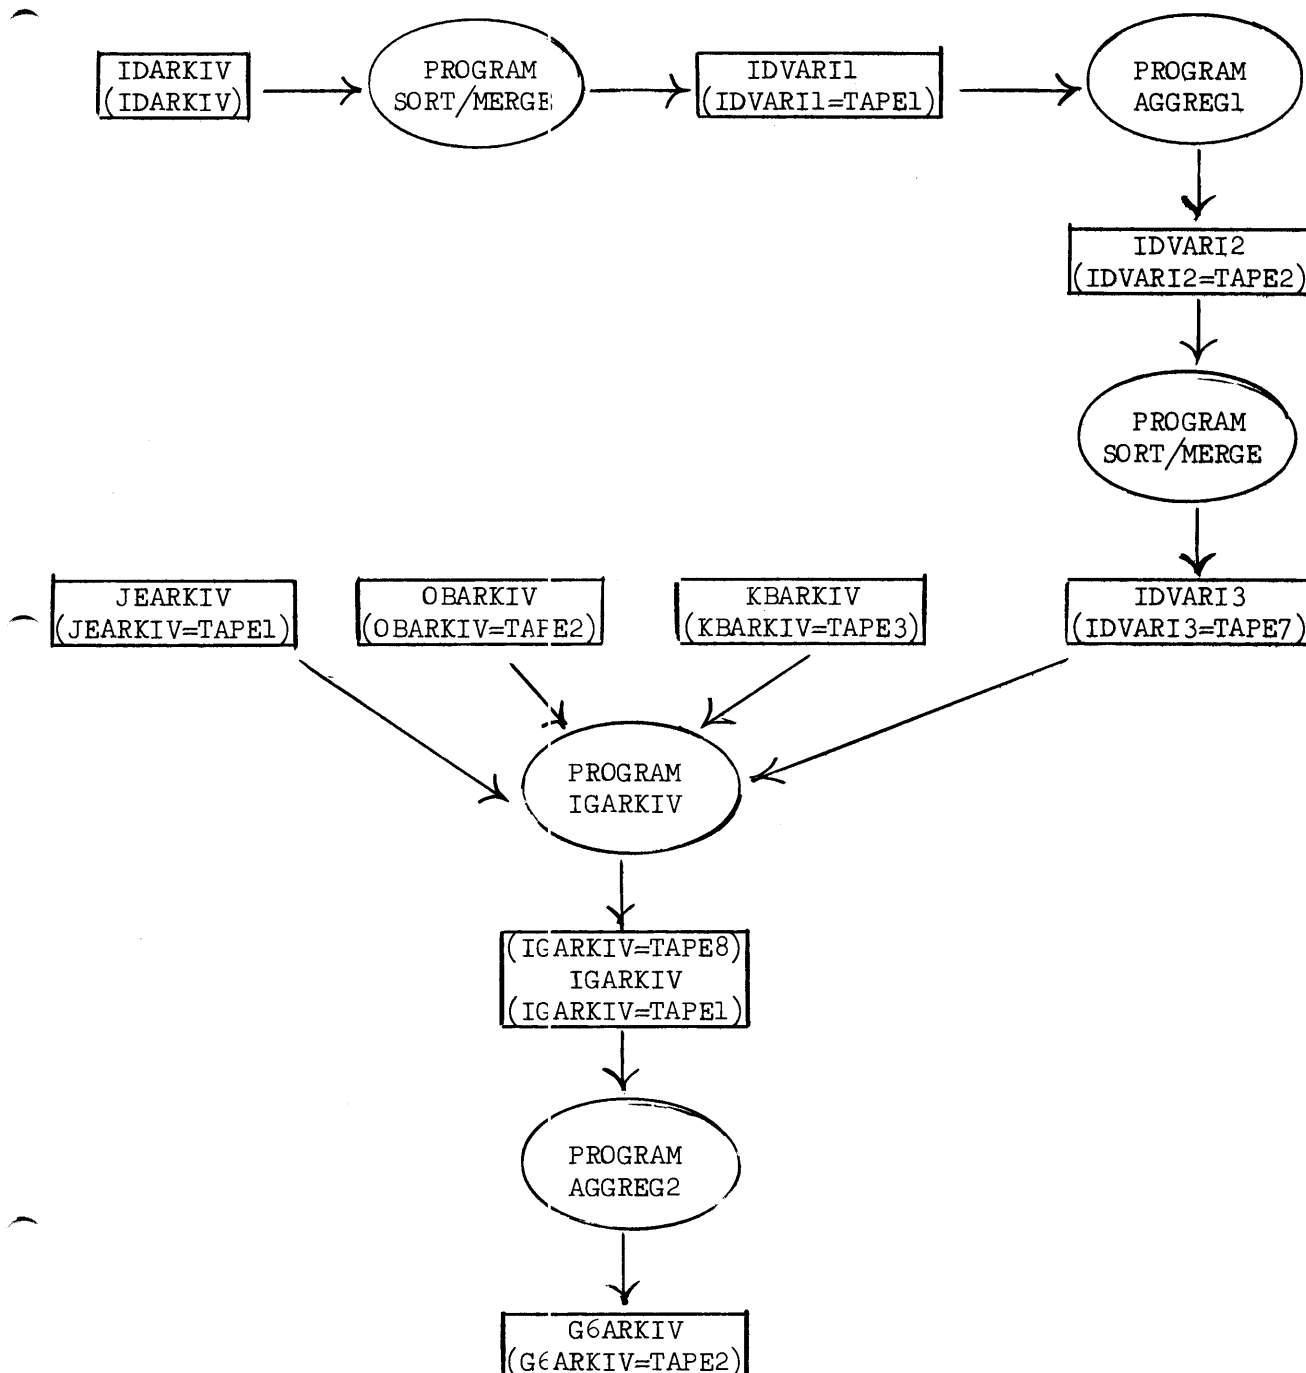 IDARKIV
(IDARKIV)
PROGRAM
SORT/MERGE
IDVARI1
(IDVARI1=TAPE1)
PROGRAM
AGGREG1
IDVARI2
(IDVARI2=TAPE2)
PROGRAM
SORT/MERGE
JEARKIV
(JEARKIV=TAPE1)
OBARKIV
(OBARKIV=TAPE2)
KBARKIV
(KBARKIV=TAPE3)
IDVARI3
(IDVARI3=TAPE7)
PROGRAM
IGARKIV
(IGARKIV=TAPE8)
IGARKIV
(IGARKIV=TAPE1)
PROGRAM
AGGREG2
G6ARKIV
(G6ARKIV=TAPE2)